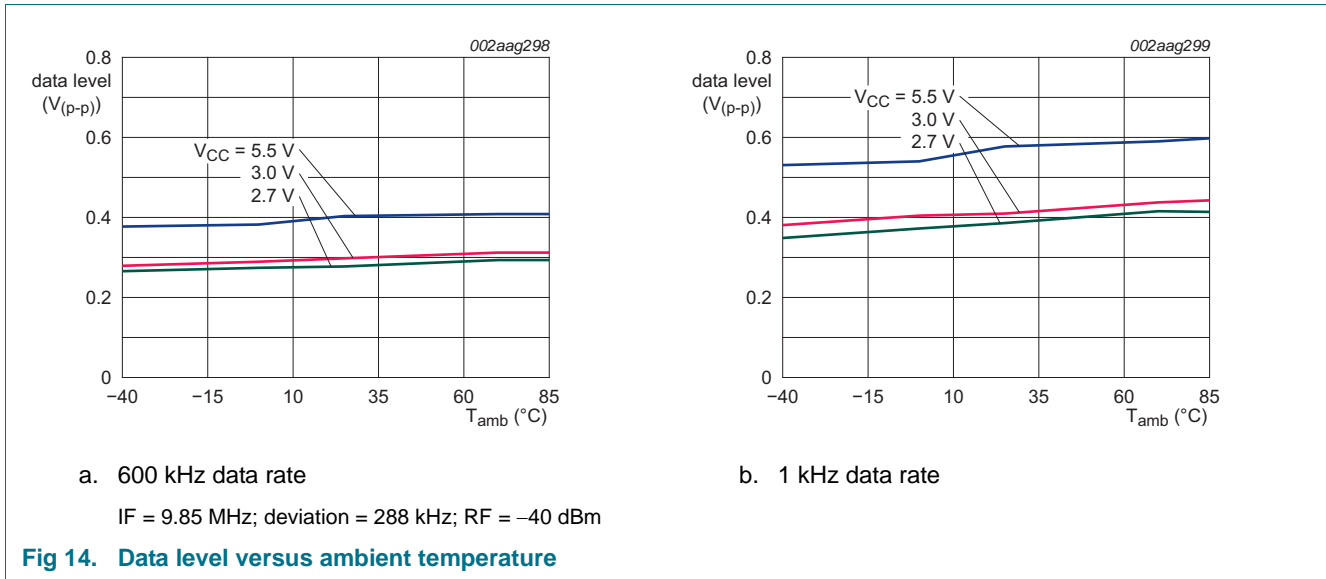 002aag298
0.8
data level
(V(p-p))
0.6
VCC = 5.5 V
3.0 V
2.7 V
0.4
0.2
0
−40
−15
10
35
60
85
Tamb (°C)
a. 600 kHz data rate
IF = 9.85 MHz; deviation = 288 kHz; RF = −40 dBm
002aag299
0.8
data level
(V(p-p))
VCC = 5.5 V
0.6
3.0 V
2.7 V
0.4
0.2
0
−40
−15
10
35
60
85
Tamb (°C)
b. 1 kHz data rate
Fig 14. Data level versus ambient temperature